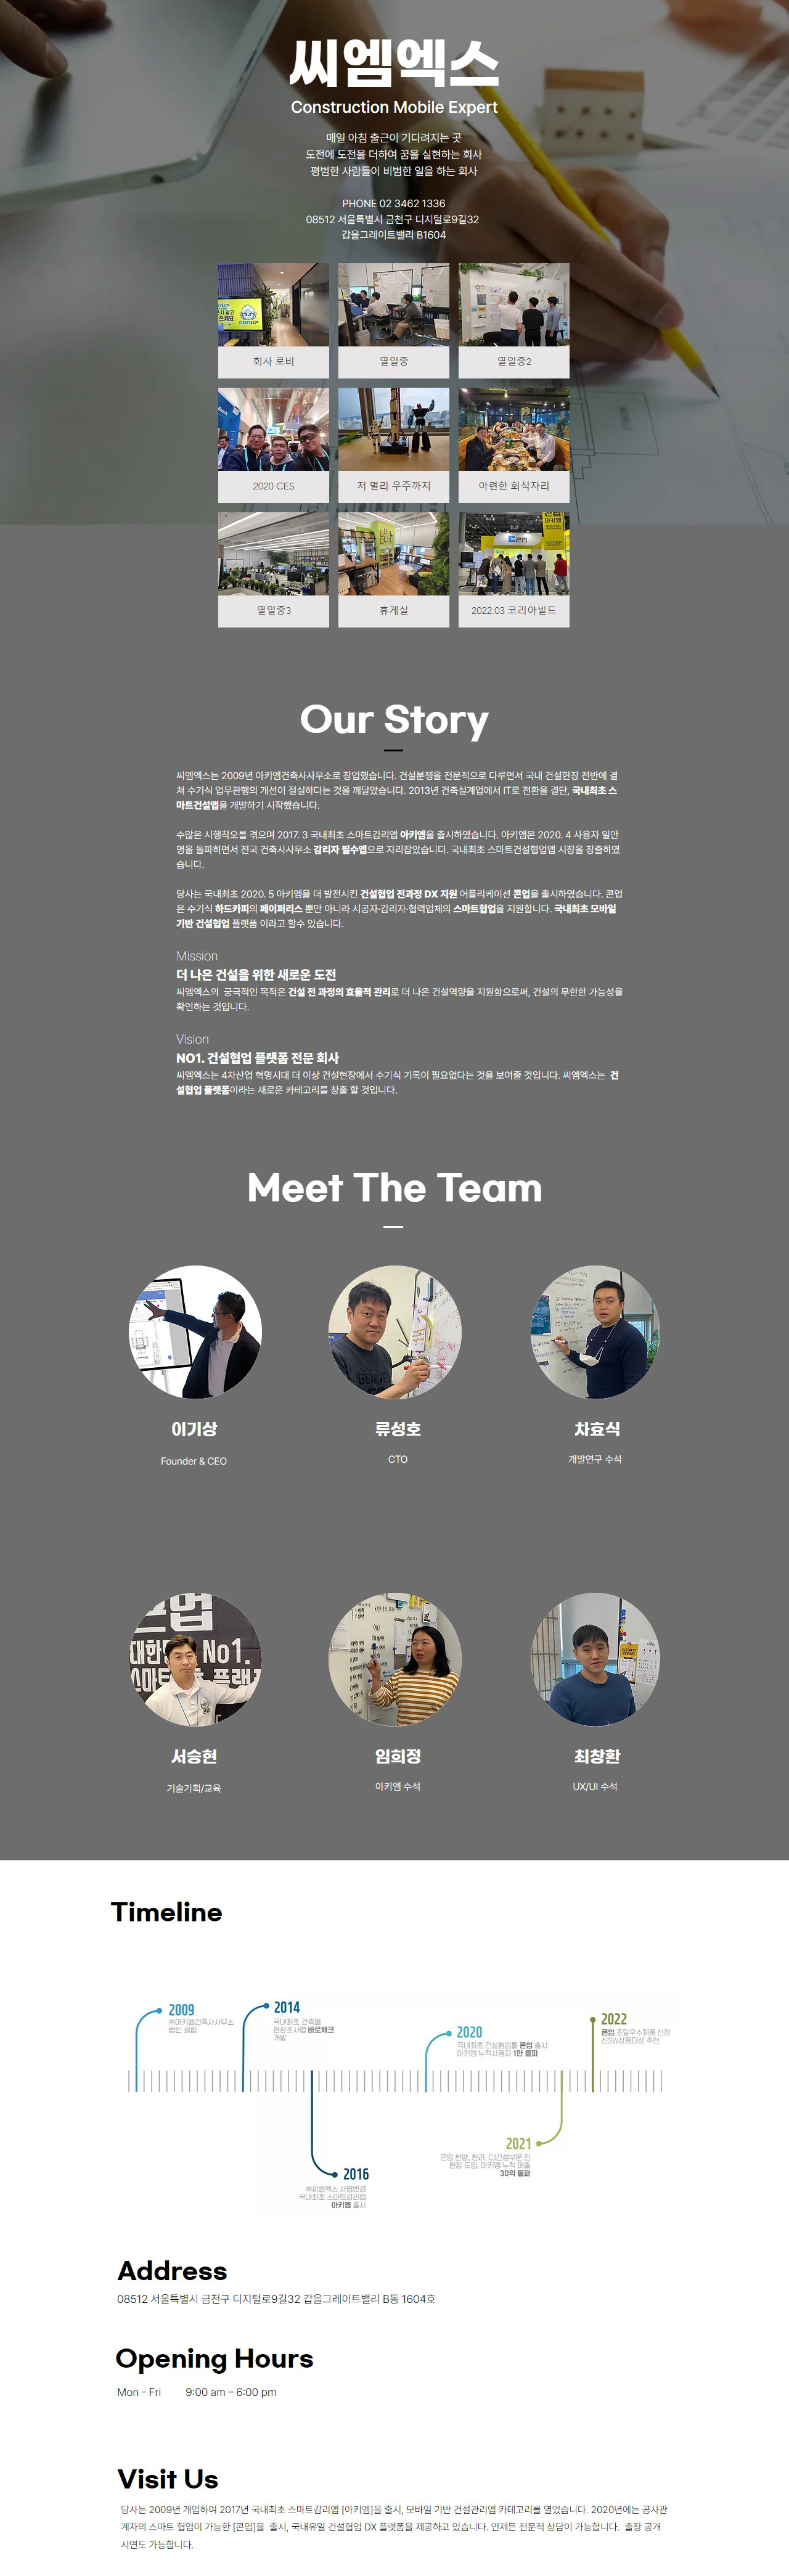 씨엠엑스
Construction Mobile Expert
매일 아침 출근이 기다려지는 곳
도전에 도전을 더하여 꿈을 실현하는 회사
평범한 사람들이 비범한 일을 하는 회사
PHONE 02 3462 1336
08512 서울특별시 금천구 디지털로9길32
갑을그레이트밸리 B1604
회사 로비
열일중
열일중2
2020 CES
저 멀리 우주까지
아련한 회식자리
콘업
열일중3
휴게실
2022.03 코리아빌드
Our Story
씨엠엑스는 2009년 아키엠건축사사무소로 창업했습니다. 건설분쟁을 전문적으로 다루면서 국내 건설현장 전반에 걸
쳐 수기식 업무관행의 개선이 절실하다는 것을 깨달았습니다. 2013년 건축설계업에서 IT로 전환을 결단, 국내최초 스
마트건설앱을 개발하기 시작했습니다.
수많은 시행착오를 겪으며 2017. 3 국내최초 스마트감리앱 아키엠을 출시하였습니다. 아키엠은 2020. 4 사용자 일만
명을 돌파하면서 전국 건축사사무소 감리자 필수앱으로 자리잡았습니다. 국내최초 스마트건설협업앱 시장을 창출하였
습니다.
당사는 국내최초 2020. 5 아키엠을 더 발전시킨 건설협업 전과정 DX 지원 어플리케이션 콘업을 출시하였습니다. 콘업
은 수기식 하드카피의 페이퍼리스 뿐만 아니라 시공자·감리자·협력업체의 스마트협업을 지원합니다. 국내최초 모바일
기반 건설협업 플랫폼 이라고 할수 있습니다.
Mission
더 나은 건설을 위한 새로운 도전
씨엠엑스의 궁극적인 목적은 건설 전 과정의 효율적 관리로 더 나은 건설역량을 지원함으로써, 건설의 무한한 가능성을
확인하는 것입니다.
Vision
NO1. 건설협업 플랫폼 전문 회사
씨엠엑스는 4차산업 혁명시대 더 이상 건설현장에서 수기식 기록이 필요없다는 것을 보여줄 것입니다. 씨엠엑스는 건
설협업 플랫폼이라는 새로운 카테고리를 창출 할 것입니다.
Meet The Team
이기상
류성호
차효식
Founder & CEO
CTO
개발연구 수석
No1.
서승현
임희정
최창환
기술기획/교육
아키엠 수석
UX/UI 수석
Timeline
2009
㈜아키엠건축사사무소
법인 설립
2014
국내최초 건축물
현장조사앱 바로체크
개발
2020
국내최초 건설협업툴 콘업 출시
아키엠 누적사용자 1만 돌파
2022
콘업 조달우수제품 선정
신SW상품대상 추천
2021
콘업 한양, 한라, CJ건설부문 전
현장 도입, 아키엠 누적 매출
30억 돌파
2016
㈜씨엠엑스 사명변경
국내최초 스마트감리앱
아키엠 출시
Address
08512 서울특별시 금천구 디지털로9길32 갑을그레이트밸리 B동 1604호
Opening Hours
Mon - Fri 9:00 am – 6:00 pm
Visit Us
당사는 2009년 개업하여 2017년 국내최초 스마트감리앱 [아키엠]을 출시, 모바일 기반 건설관리앱 카테고리를 열었습니다. 2020년에는 공사관
계자의 스마트 협업이 가능한 [콘업]을 출시, 국내유일 건설협업 DX 플랫폼을 제공하고 있습니다. 언제든 전문적 상담이 가능합니다. 출장 공개
시연도 가능합니다.